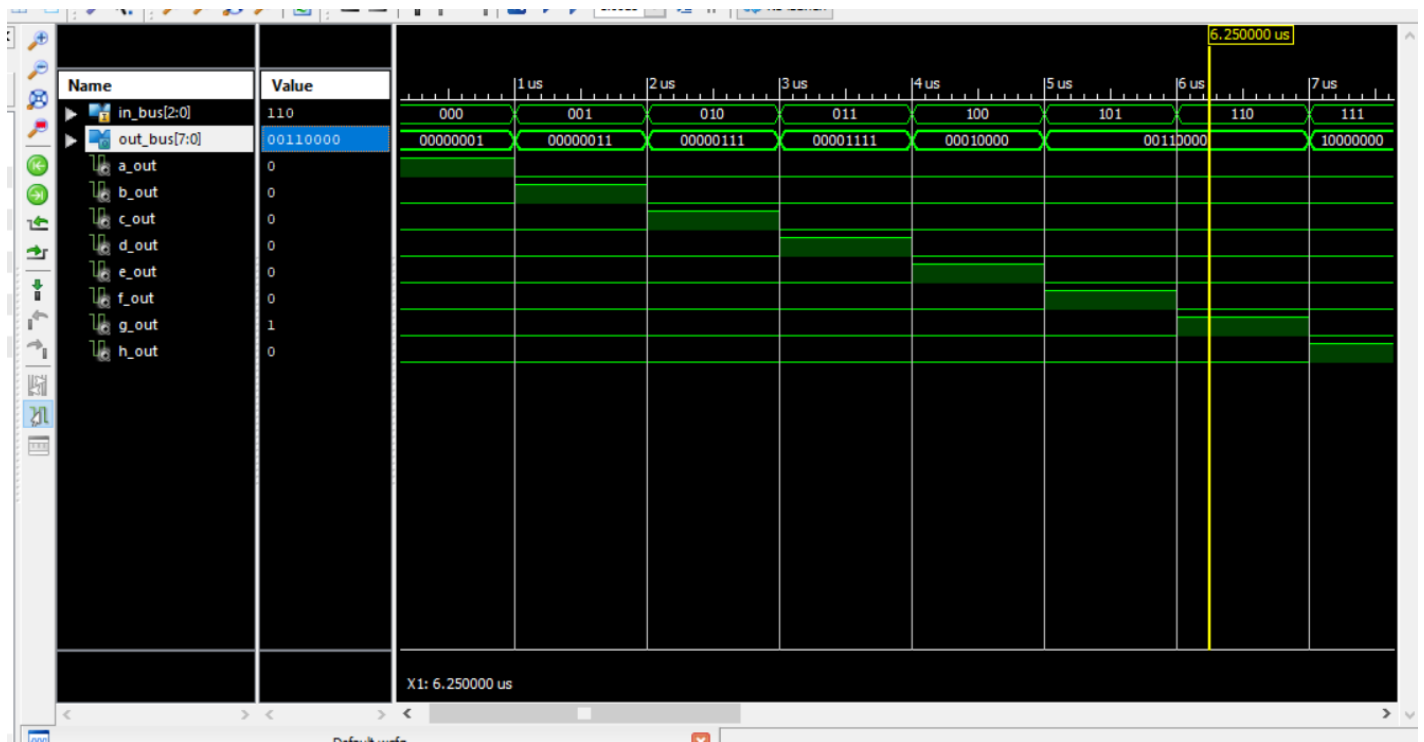 6.250000 us
Name Value
1 us 2 us 3 us 4 us 5 us 6 us 7 us
in_bus[2:0] 110 000 001 010 011 100 101 110 111
out_bus[7:0] 00110000 00000001 00000011 00000111 00001111 00010000 00110000 10000000
a_out 0
b_out 0
c_out 0
d_out 0
e_out 0
f_out 0
g_out 1
h_out 0
X1: 6.250000 us